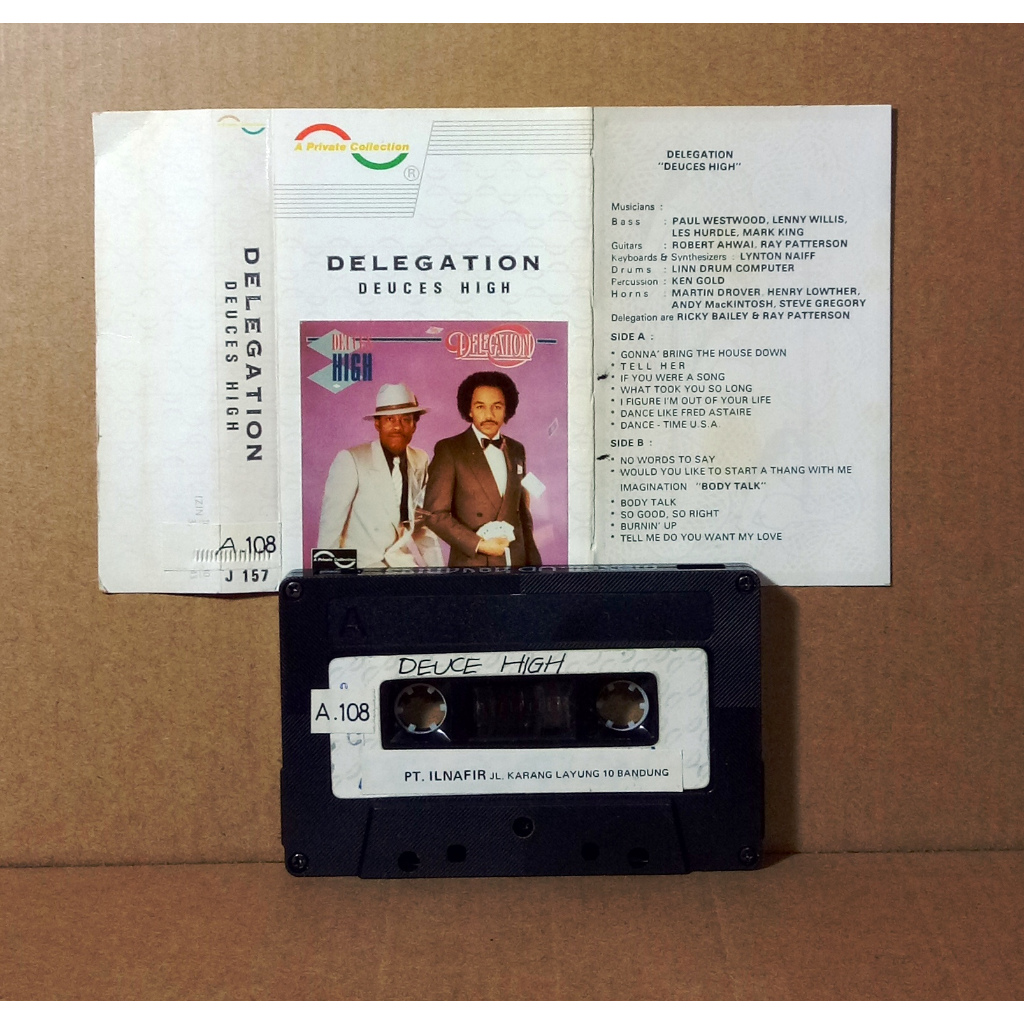 DELEGATION
DEUCES HIGH
A.108
J 157
A Private Collection
®
DELEGATION
DEUCES HIGH
DEUCES
HIGH
DELEGATION
A Private Collection
DELEGATION
"DEUCES HIGH"
Musicians :
Bass : PAUL WESTWOOD, LENNY WILLIS,
LES HURDLE, MARK KING
Guitars : ROBERT AHWAI, RAY PATTERSON
Keyboards & Synthesizers : LYNTON NAIFF
Drums : LINN DRUM COMPUTER
Percussion : KEN GOLD
Horns : MARTIN DROVER, HENRY LOWTHER,
ANDY MacKINTOSH, STEVE GREGORY
Delegation are RICKY BAILEY & RAY PATTERSON
SIDE A :
* GONNA' BRING THE HOUSE DOWN
* TELL HER
* IF YOU WERE A SONG
* WHAT TOOK YOU SO LONG
* I FIGURE I'M OUT OF YOUR LIFE
* DANCE LIKE FRED ASTAIRE
* DANCE - TIME U.S.A.
SIDE B :
* NO WORDS TO SAY
* WOULD YOU LIKE TO START A THANG WITH ME
IMAGINATION "BODY TALK"
* BODY TALK
* SO GOOD, SO RIGHT
* BURNIN' UP
* TELL ME DO YOU WANT MY LOVE
A
DEUCE HIGH
A.108
PT. ILNAFIR JL. KARANG LAYUNG 10 BANDUNG